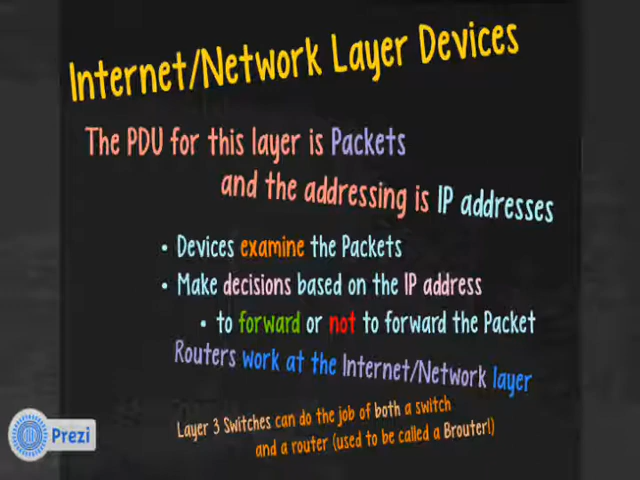 Internet/Network Layer Devices
The PDU for this layer is Packets
and the addressing is IP addresses
• Devices examine the Packets
• Make decisions based on the IP address
• to forward or not to forward the Packet
Routers work at the Internet/Network layer
Layer 3 Switches can do the job of both a switch
and a router (used to be called a Brouter!)
Prezi